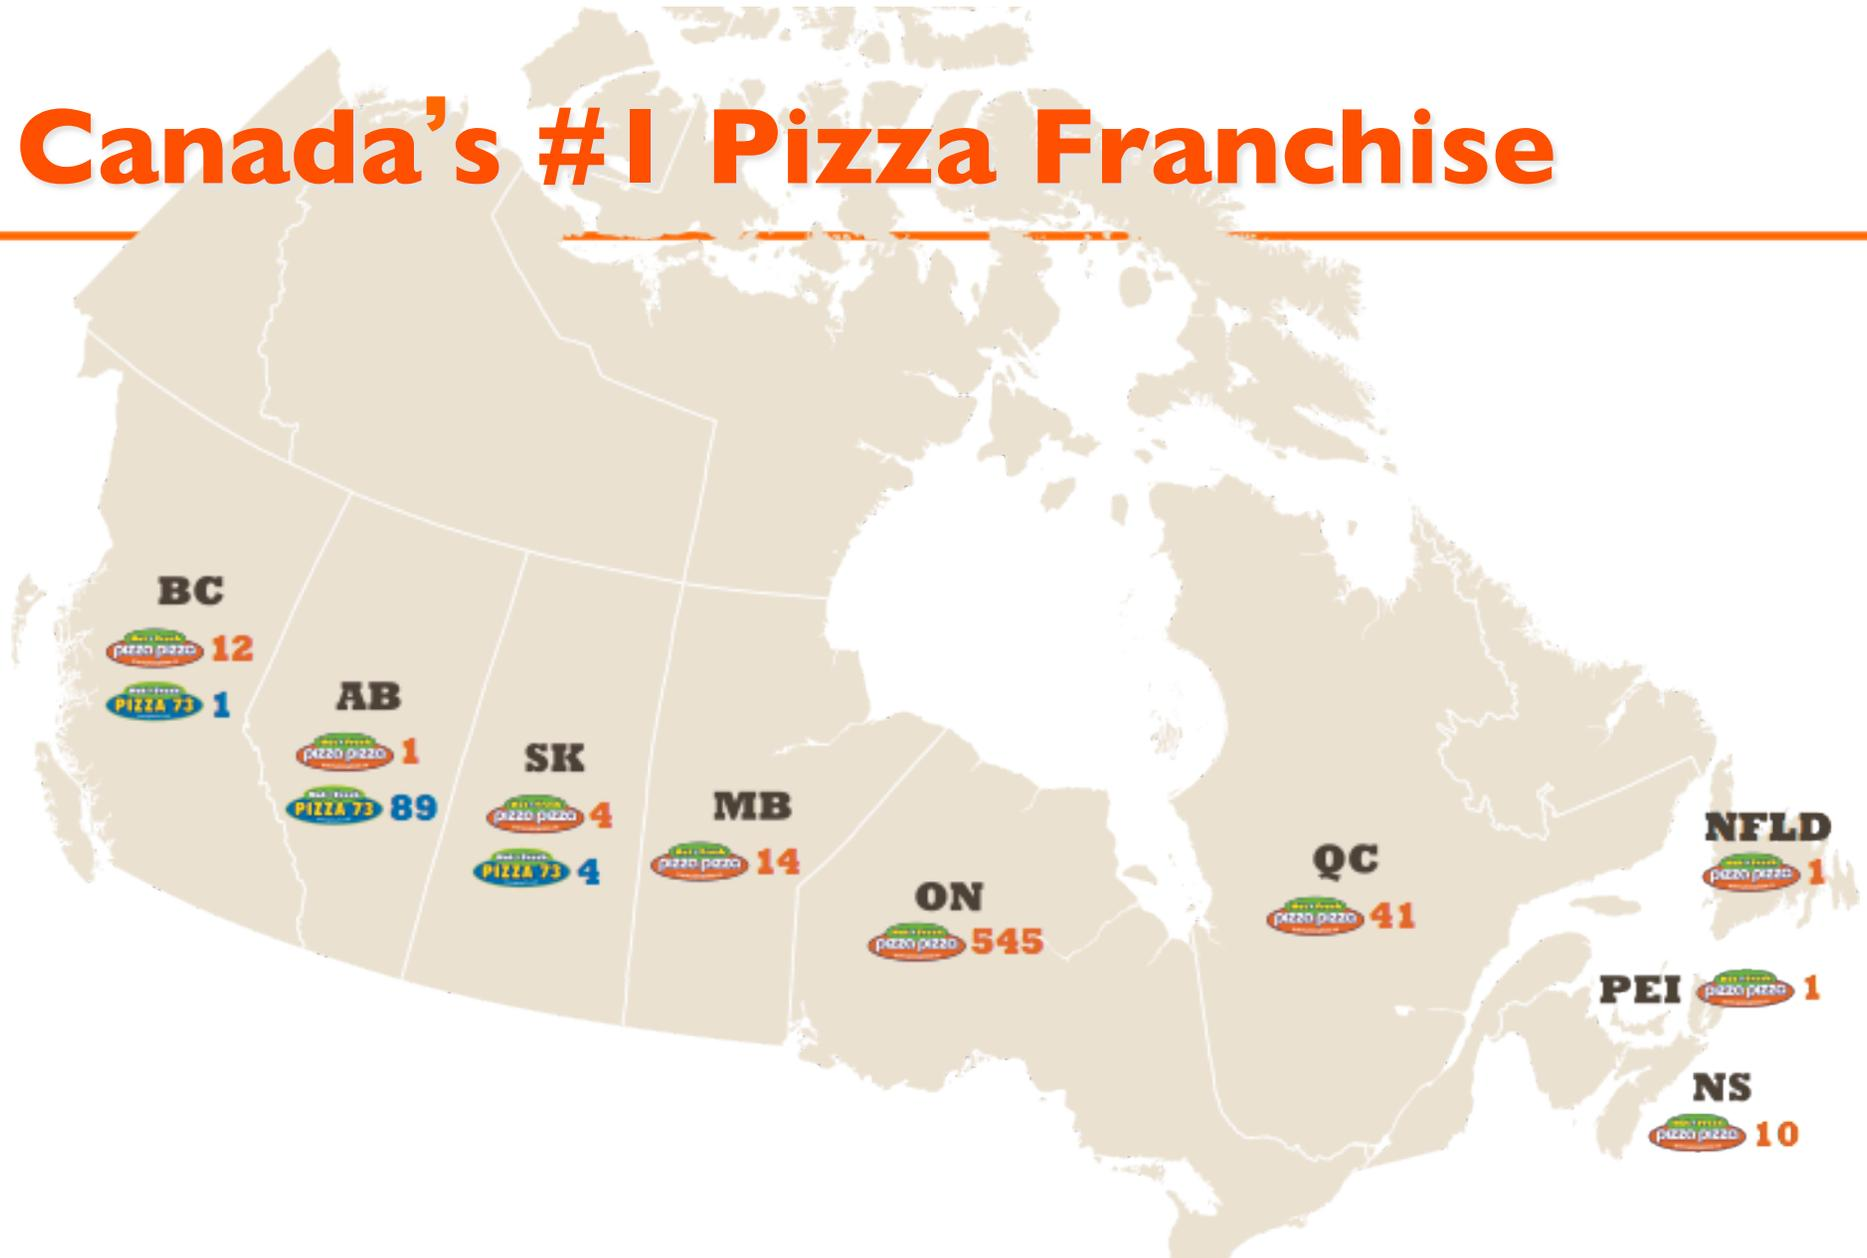 Canada's #1 Pizza Franchise
BC
pizza pizza 12
PIZZA 73 1
AB
pizza pizza 1
PIZZA 73 89
SK
pizza pizza 4
PIZZA 73 4
MB
pizza pizza 14
ON
pizza pizza 545
QC
pizza pizza 41
NFLD
pizza pizza 1
PEI pizza pizza 1
NS
pizza pizza 10